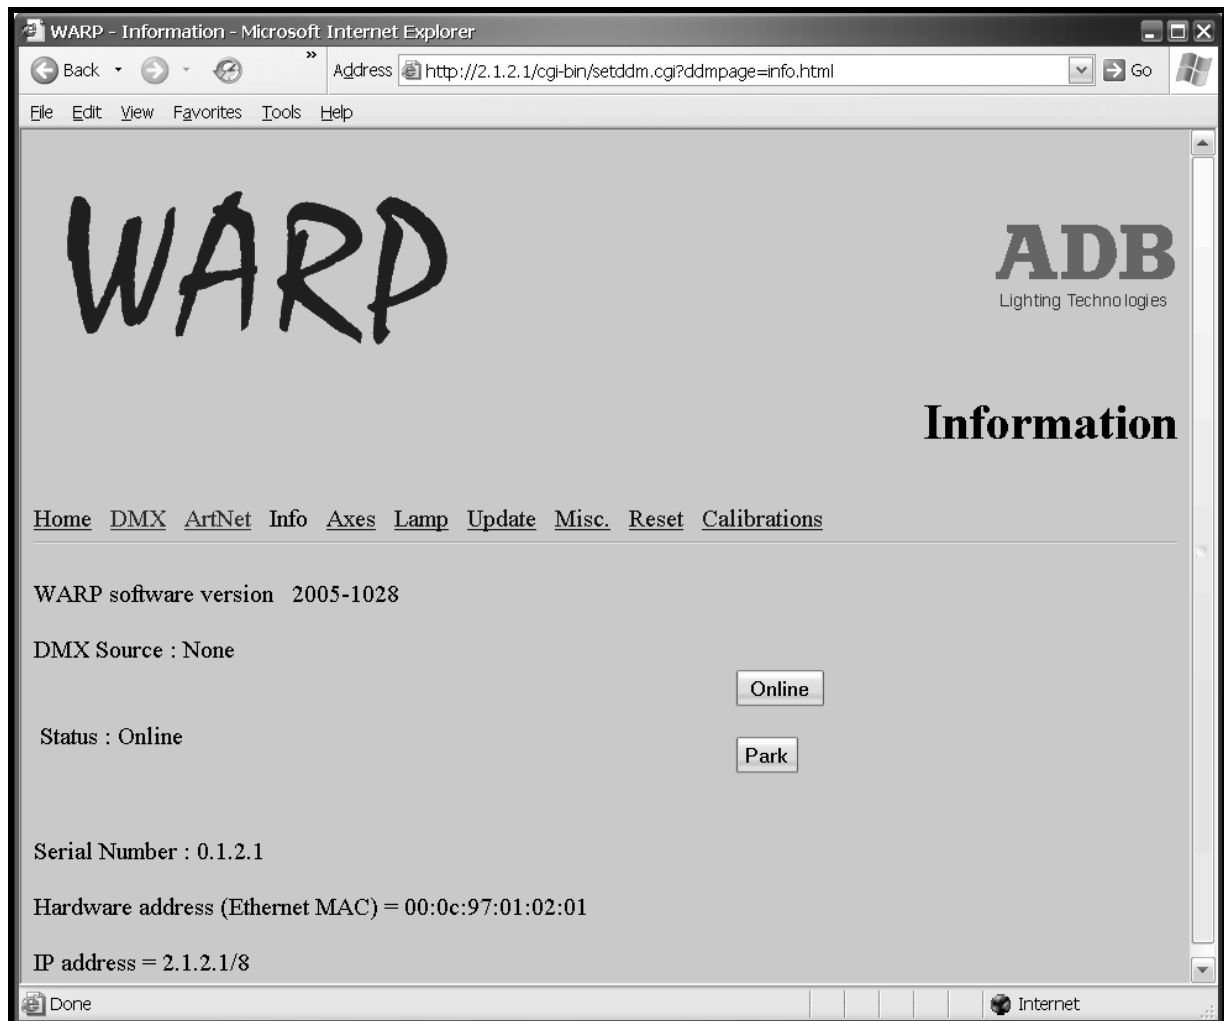 WARP - Information - Microsoft Internet Explorer
Back » Address http://2.1.2.1/cgi-bin/setddm.cgi?ddmpage=info.html Go
File Edit View Favorites Tools Help
WARP
ADB
Lighting Technologies
Information
Home DMX ArtNet Info Axes Lamp Update Misc. Reset Calibrations
WARP software version 2005-1028
DMX Source : None
Online
Status : Online
Park
Serial Number : 0.1.2.1
Hardware address (Ethernet MAC) = 00:0c:97:01:02:01
IP address = 2.1.2.1/8
Done Internet